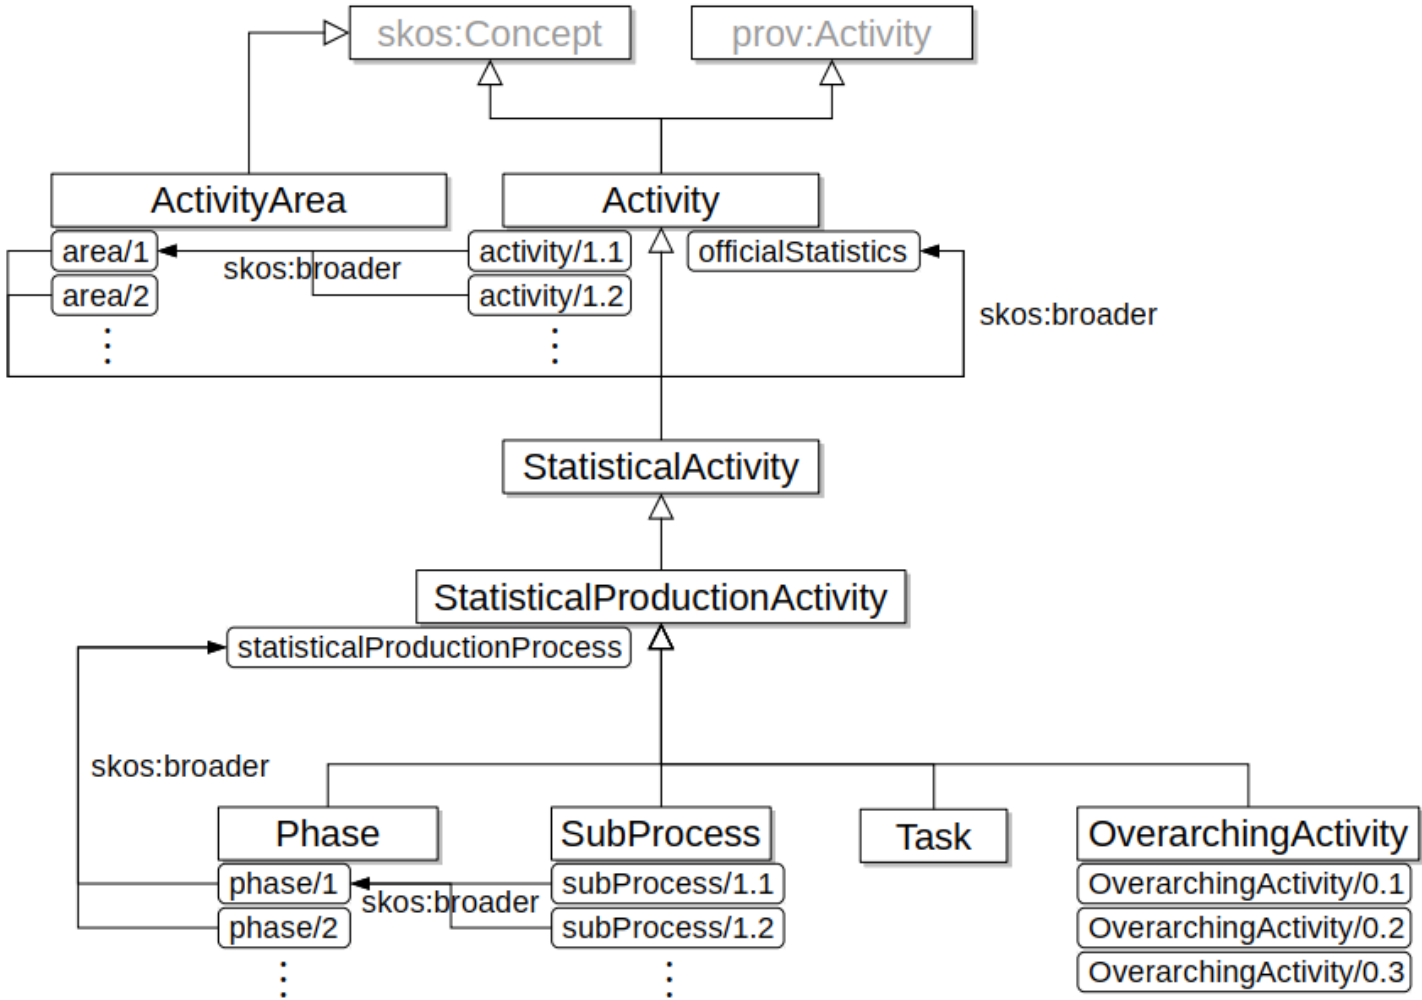 skos:Concept
prov:Activity
ActivityArea
Activity
area/1
activity/1.1
officialStatistics
skos:broader
area/2
activity/1.2
skos:broader
StatisticalActivity
StatisticalProductionActivity
statisticalProductionProcess
skos:broader
Phase
SubProcess
Task
OverarchingActivity
phase/1
subProcess/1.1
OverarchingActivity/0.1
skos:broader
phase/2
subProcess/1.2
OverarchingActivity/0.2
OverarchingActivity/0.3